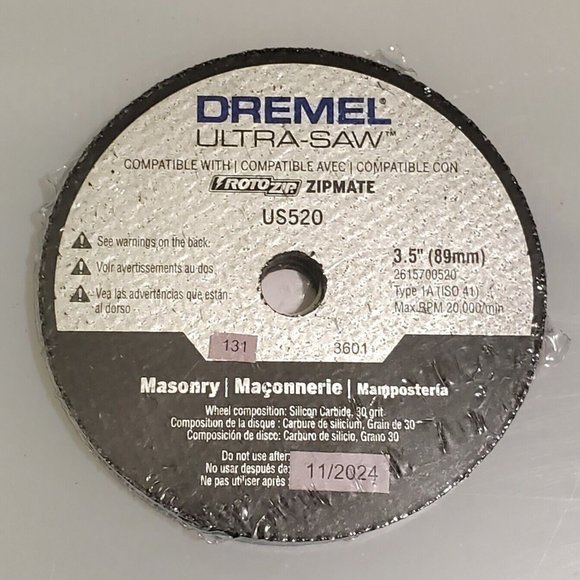 DREMEL
ULTRA-SAW™
COMPATIBLE WITH | COMPATIBLE AVEC | COMPATIBLE CON
ROTOZIP ZIPMATE
US520
See warnings on the back.
Voir avertissements au dos
Vea las advertencias que están
al dorso
3.5" (89mm)
2615700520
Type 1A (ISO 41)
Max RPM 20,000/min
131
3601
Masonry | Maçonnerie | Mampostería
Wheel composition: Silicon Carbide, 30 grit
Composition de la disque : Carbure de silicium, Grain de 30
Composición de disco: Carburo de silicio, Grano 30
Do not use after:
No usar después de:
Ne pas utiliser après :
11/2024